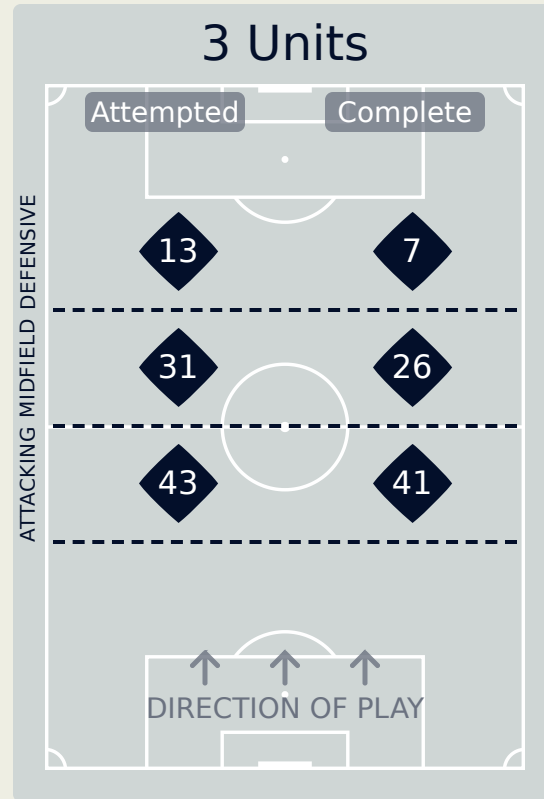 3 Units
Attempted Complete
ATTACKING MIDFIELD DEFENSIVE
13 7
31 26
43 41
DIRECTION OF PLAY